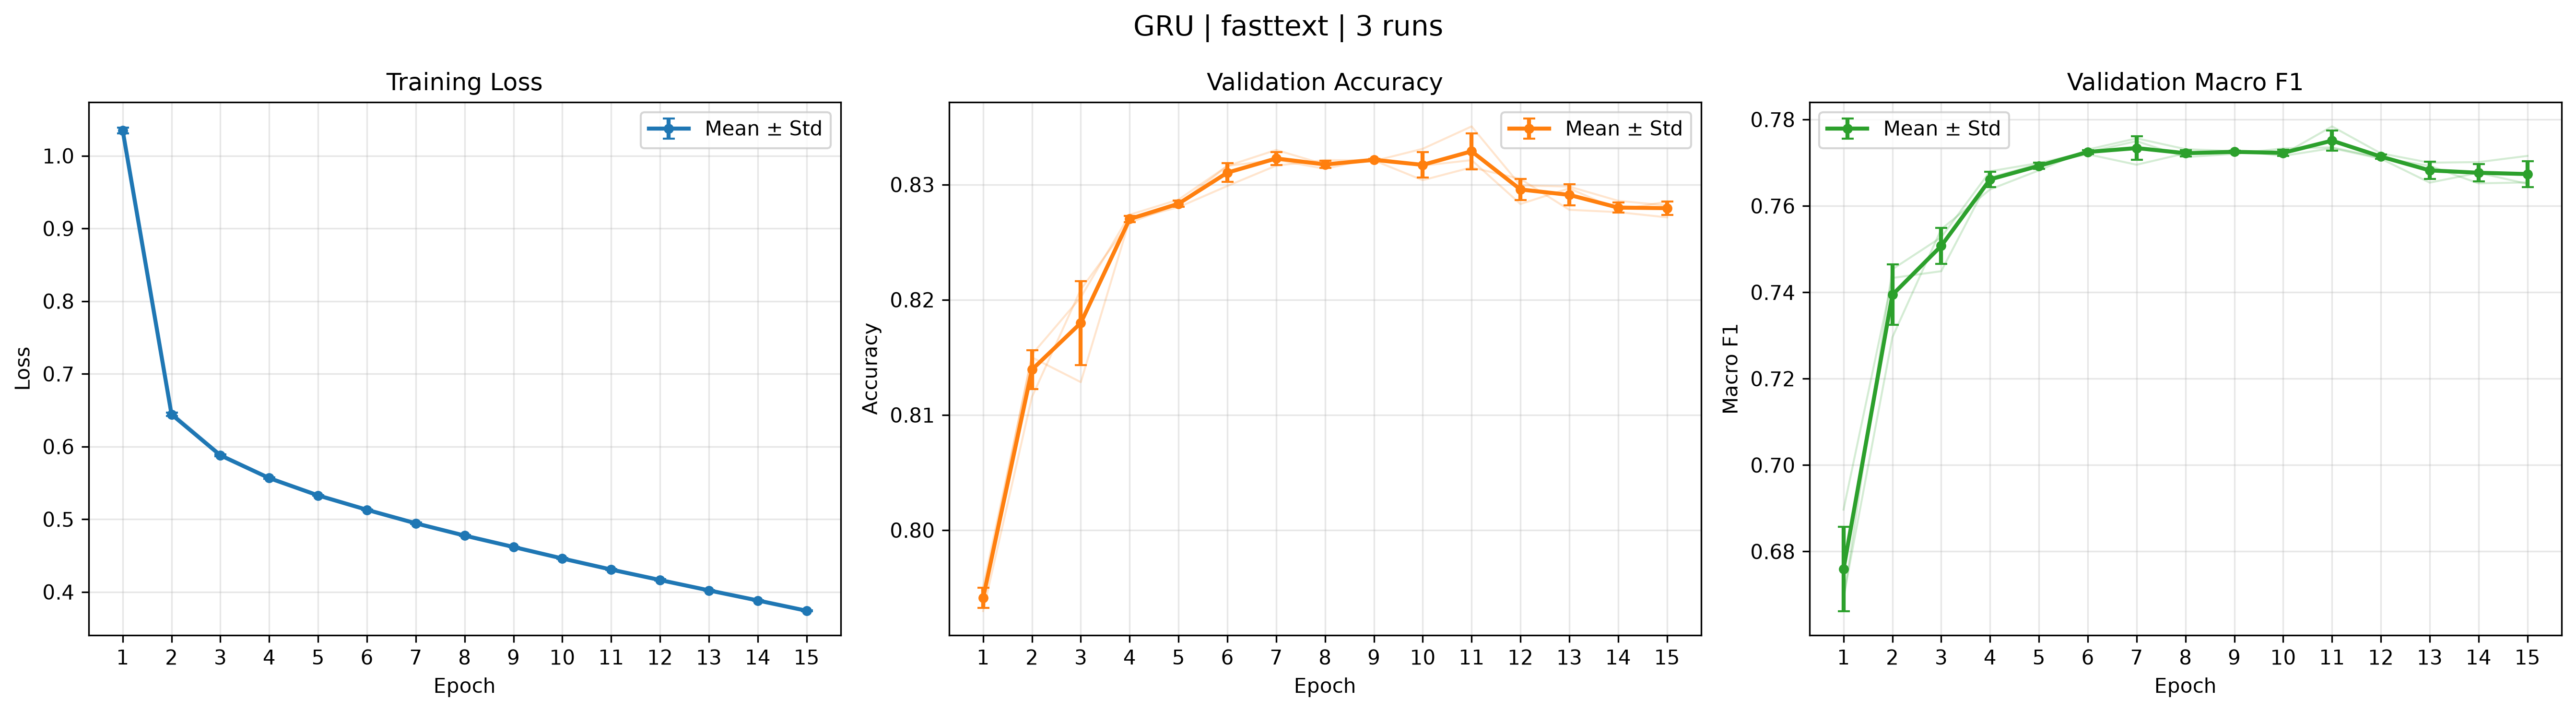 GRU | fasttext | 3 runs
Training Loss
Mean ± Std
Loss
1.0
0.9
0.8
0.7
0.6
0.5
0.4
1 2 3 4 5 6 7 8 9 10 11 12 13 14 15
Epoch
Validation Accuracy
Mean ± Std
Accuracy
0.83
0.82
0.81
0.80
1 2 3 4 5 6 7 8 9 10 11 12 13 14 15
Epoch
Validation Macro F1
Mean ± Std
Macro F1
0.78
0.76
0.74
0.72
0.70
0.68
1 2 3 4 5 6 7 8 9 10 11 12 13 14 15
Epoch